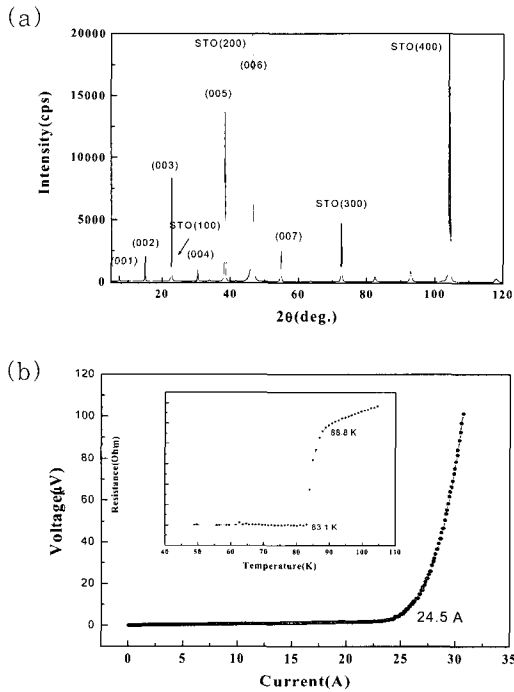 (a)
20000
15000
10000
5000
0
Intensity(cps)
STO(200)
(006)
STO(400)
(005)
(003)
STO(100)
(001)
(002)
(004)
(007)
STO(300)
0 20 40 60 80 100 120
2θ(deg.)
(b)
120
100
80
60
40
20
0
Voltage(μV)
Resistance(Ohm)
88.8 K
83.1 K
40 50 60 70 80 90 100 110
Temperature(K)
24.5 A
0 5 10 15 20 25 30 35
Current(A)